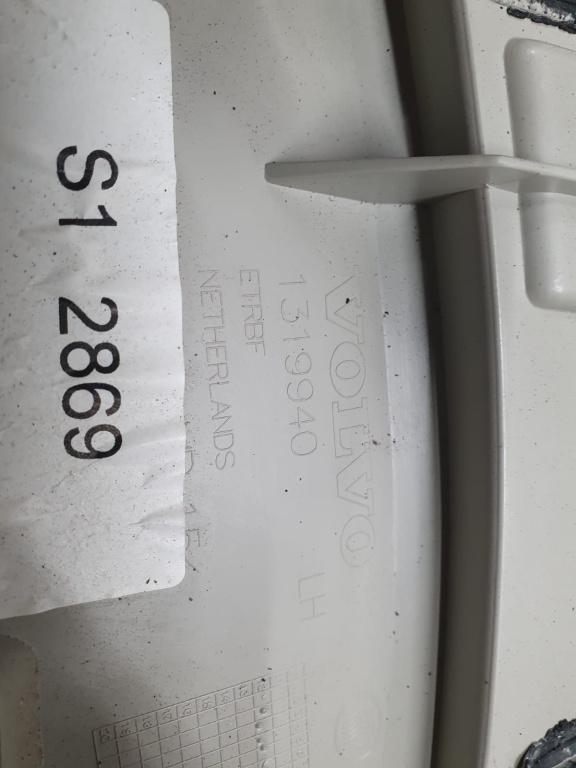 VOLVO
1319940 LH
ETRBF
NETHERLANDS
S1 2869